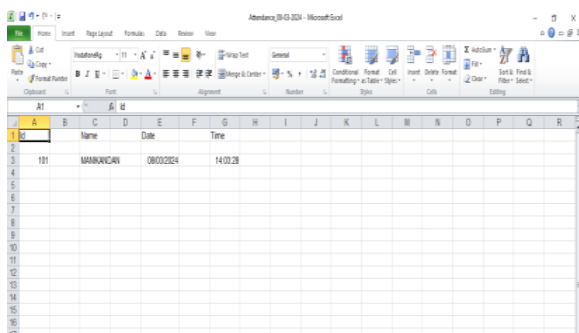 Attendance_08-03-2024 - Microsoft Excel
File Home Insert Page Layout Formulas Data Review View
Paste Cut Copy Format Painter Clipboard
11 A A B I U A Font
Wrap Text Merge & Center Alignment
General % , Number
Conditional Formatting Format as Table Cell Styles Styles
Insert Delete Format Cells
Σ AutoSum Fill Clear Sort & Filter Find & Select Editing
A1 fx Id
A B C D E F G H I J K L M N O P Q R
1 Id Name Date Time
2
3 101 MANIKANDAN 08/03/2024 14:03:28
4
5
6
7
8
9
10
11
12
13
14
15
16
17